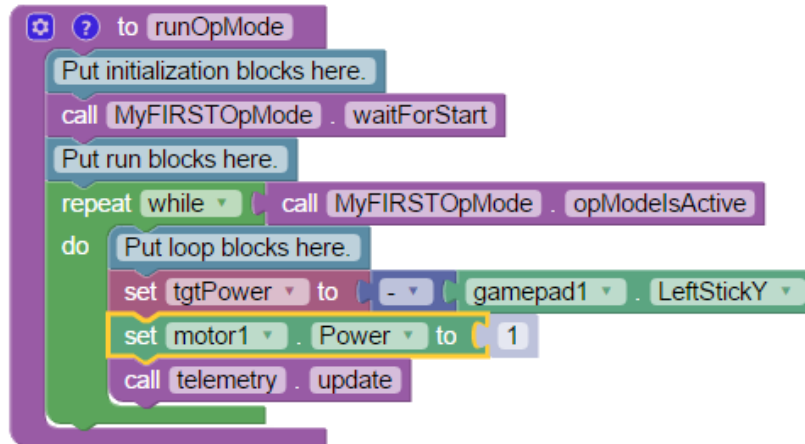 ? to runOpMode
Put initialization blocks here.
call MyFIRSTOpMode . waitForStart
Put run blocks here.
repeat while call MyFIRSTOpMode . opModeIsActive
do Put loop blocks here.
set tgtPower to - gamepad1 . LeftStickY
set motor1 . Power to 1
call telemetry . update